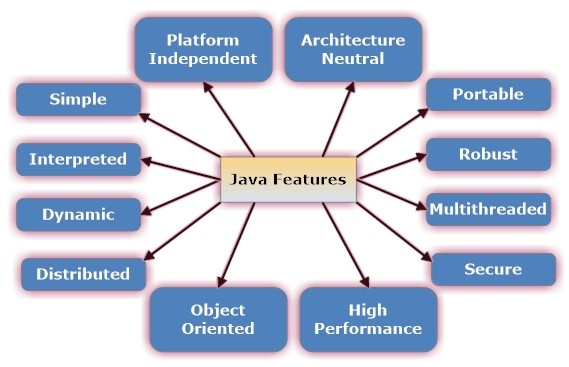 Platform
Independent
Architecture
Neutral
Simple
Portable
Interpreted
Robust
Java Features
Dynamic
Multithreaded
Distributed
Secure
Object
Oriented
High
Performance